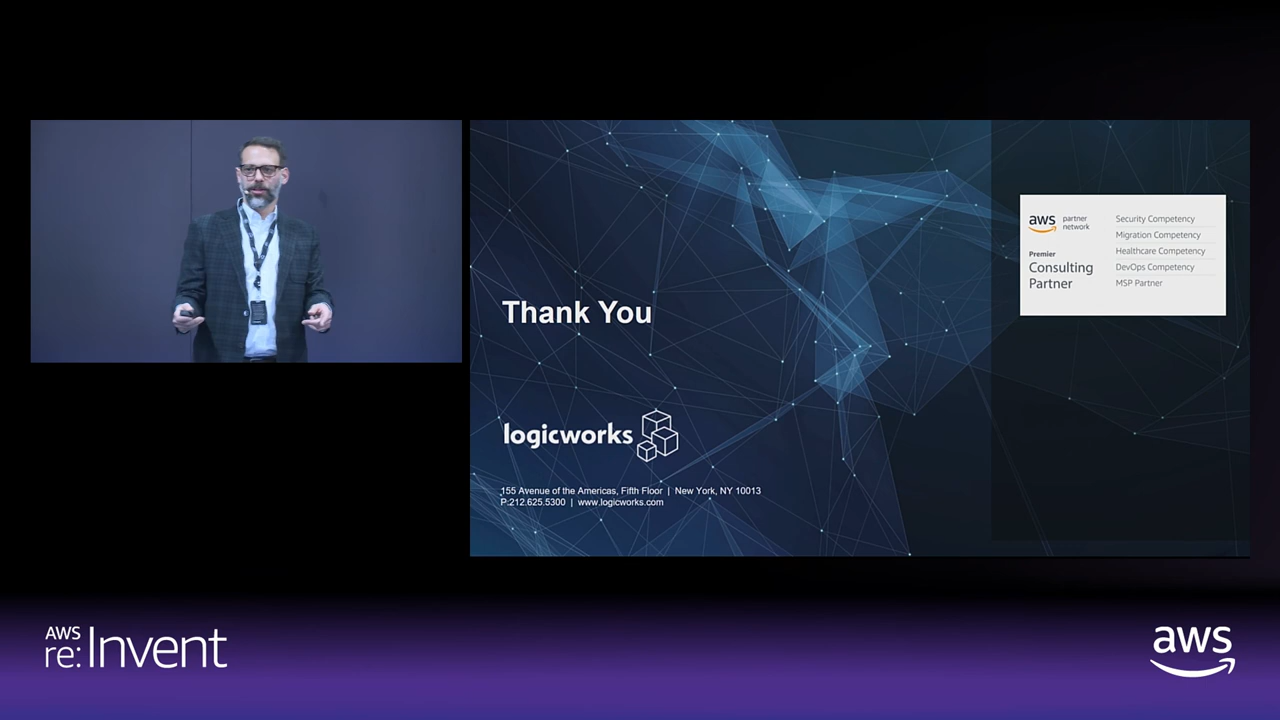 Thank You
logicworks
155 Avenue of the Americas, Fifth Floor | New York, NY 10013
P:212.625.5300 | www.logicworks.com
aws partner network
Premier
Consulting
Partner
Security Competency
Migration Competency
Healthcare Competency
DevOps Competency
MSP Partner
AWS
re:Invent
aws